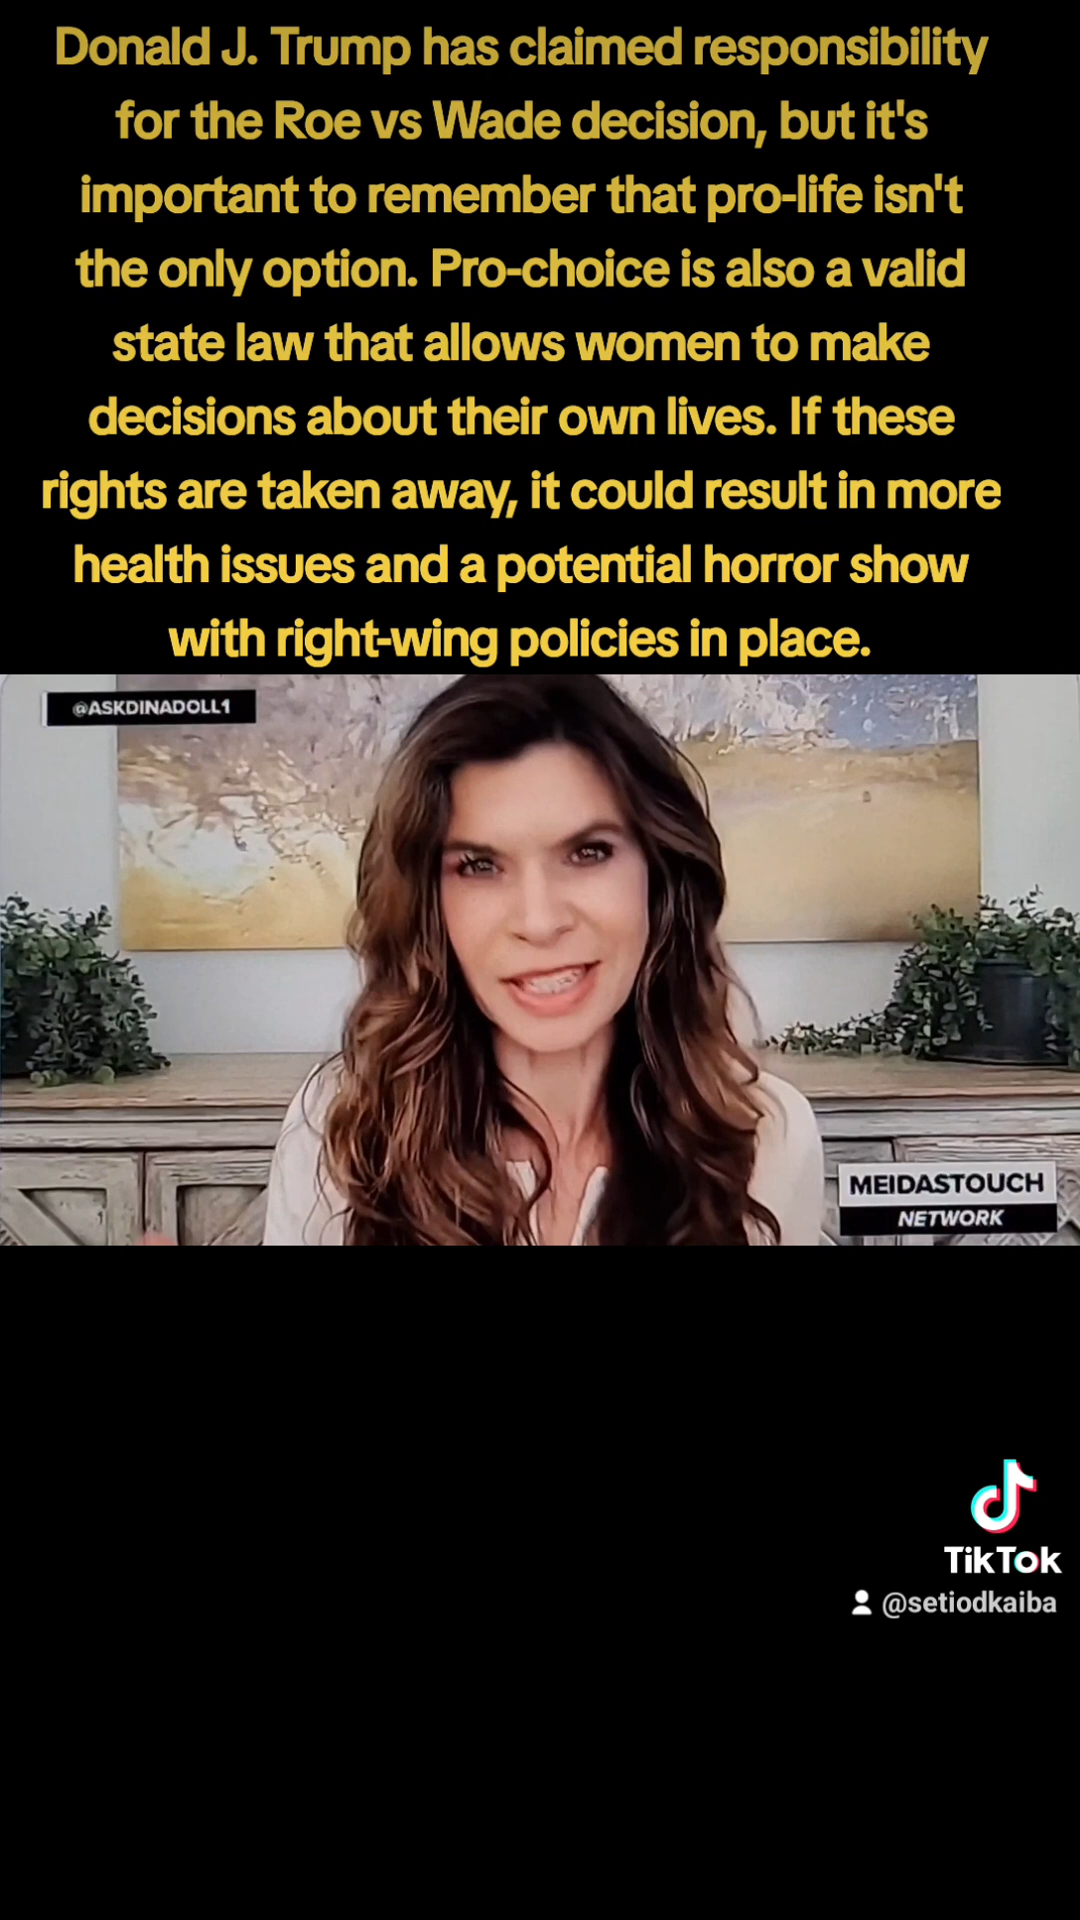 Donald J. Trump has claimed responsibility
for the Roe vs Wade decision, but it's
important to remember that pro-life isn't
the only option. Pro-choice is also a valid
state law that allows women to make
decisions about their own lives. If these
rights are taken away, it could result in more
health issues and a potential horror show
with right-wing policies in place.
@ASKDINADOLL1
MEIDASTOUCH
NETWORK
TikTok
@setiodkaiba